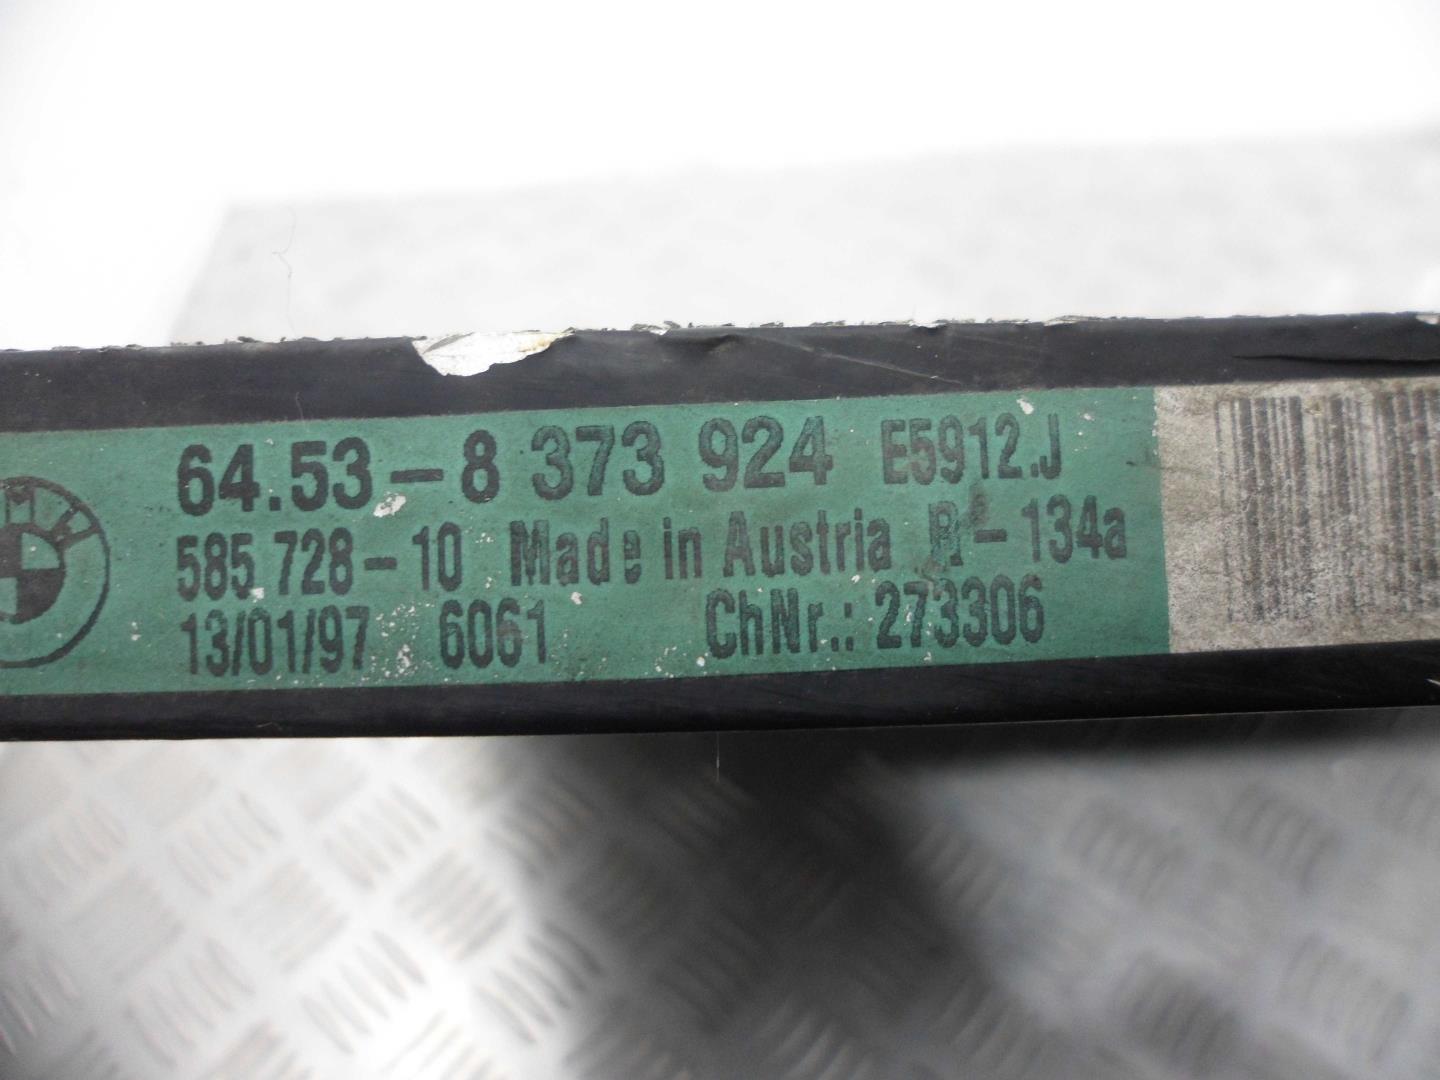 BMW
64.53-8 373 924 E5912.J
585.728-10 Made in Austria R-134a
13/01/97 6061 ChNr.: 273306